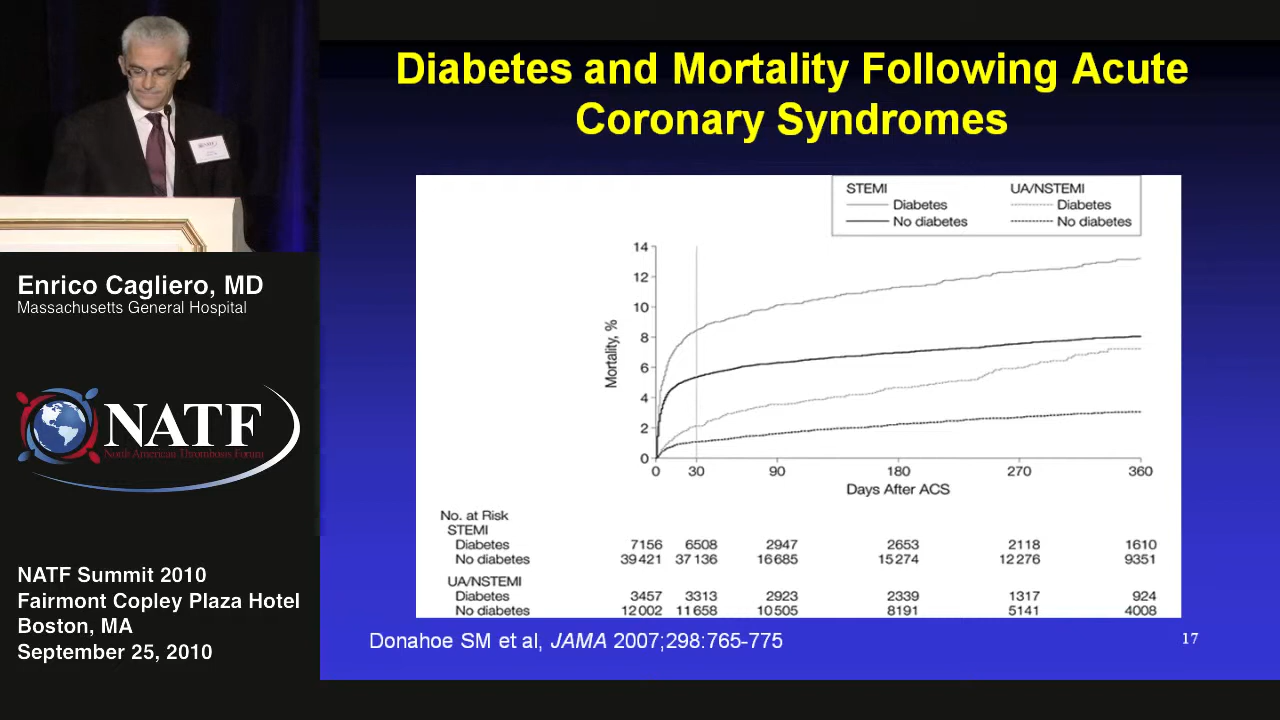 Diabetes and Mortality Following Acute
Coronary Syndromes
STEMI UA/NSTEMI
Diabetes Diabetes
No diabetes No diabetes
14
12
10
8
6
4
2
0
Mortality, %
0 30 90 180 270 360
Days After ACS
No. at Risk
STEMI
Diabetes 7156 6508 2947 2653 2118 1610
No diabetes 39 421 37 136 16 685 15 274 12 276 9351
UA/NSTEMI
Diabetes 3457 3313 2923 2339 1317 924
No diabetes 12 002 11 658 10 505 8191 5141 4008
Donahoe SM et al, JAMA 2007;298:765-775
17
Enrico Cagliero, MD
Massachusetts General Hospital
NATF
North American Thrombosis Forum
NATF Summit 2010
Fairmont Copley Plaza Hotel
Boston, MA
September 25, 2010